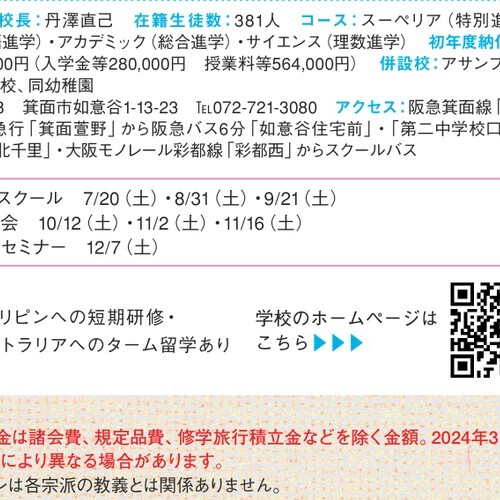 校長：丹澤直己　在籍生徒数：381人　コース：スーペリア（特別進
進学）・アカデミック（総合進学）・サイエンス（理数進学）　初年度納
00円（入学金等280,000円　授業料等564,000円）　併設校：アサンプ
校、同幼稚園
3　箕面市如意谷1-13-23　℡072-721-3080　アクセス：阪急箕面線「
急行「箕面萱野」から阪急バス6分「如意谷住宅前」・「第二中学校
北千里」・大阪モノレール彩都線「彩都西」からスクールバス
スクール　7/20（土）・8/31（土）・9/21（土）
会　10/12（土）・11/2（土）・11/16（土）
セミナー　12/7（土）
リピンへの短期研修・
トラリアへのターム留学あり
学校のホームページは
こちら▶▶▶
金は諸会費、規定品費、修学旅行積立金などを除く金額。2024年3
により異なる場合があります。
ンは各宗派の教義とは関係ありません。